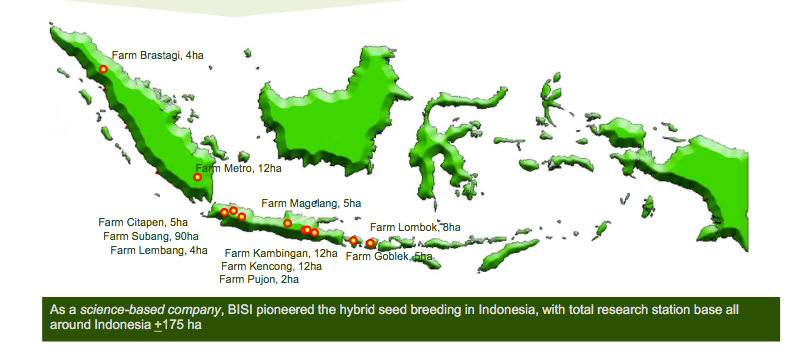 Farm Brastagi, 4ha
Farm Metro, 12ha
Farm Magelang, 5ha
Farm Citapen, 5ha
Farm Subang, 90ha
Farm Lembang, 4ha
Farm Lombok, 8ha
Farm Kambingan, 12ha
Farm Goblek, 5ha
Farm Kencong, 12ha
Farm Pujon, 2ha
As a science-based company, BISI pioneered the hybrid seed breeding in Indonesia, with total research station base all
around Indonesia +175 ha